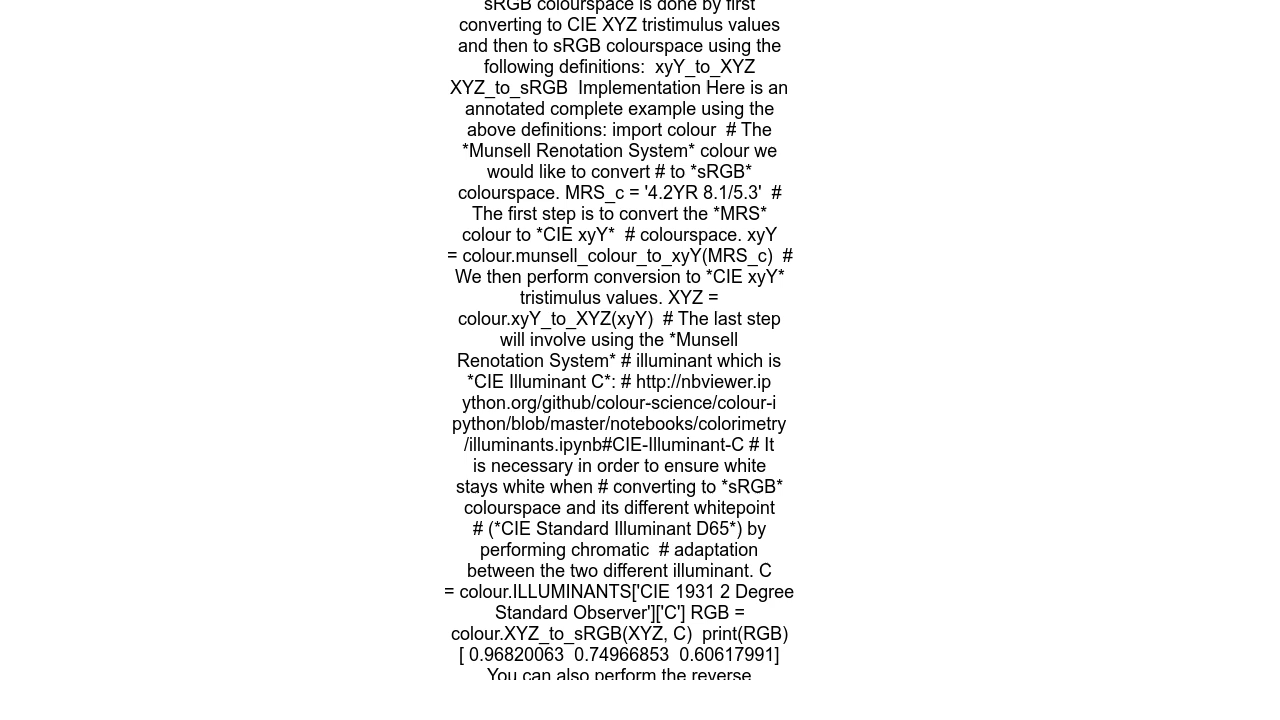 sRGB colourspace is done by first
converting to CIE XYZ tristimulus values
and then to sRGB colourspace using the
following definitions:  xyY_to_XYZ
XYZ_to_sRGB  Implementation Here is an
annotated complete example using the
above definitions: import colour  # The
*Munsell Renotation System* colour we
would like to convert # to *sRGB*
colourspace. MRS_c = '4.2YR 8.1/5.3'  #
The first step is to convert the *MRS*
colour to *CIE xyY*  # colourspace. xyY
= colour.munsell_colour_to_xyY(MRS_c)  #
We then perform conversion to *CIE xyY*
tristimulus values. XYZ =
colour.xyY_to_XYZ(xyY)  # The last step
will involve using the *Munsell
Renotation System* # illuminant which is
*CIE Illuminant C*: # http://nbviewer.ip
ython.org/github/colour-science/colour-i
python/blob/master/notebooks/colorimetry
/illuminants.ipynb#CIE-Illuminant-C # It
is necessary in order to ensure white
stays white when # converting to *sRGB*
colourspace and its different whitepoint
# (*CIE Standard Illuminant D65*) by
performing chromatic  # adaptation
between the two different illuminant. C
= colour.ILLUMINANTS['CIE 1931 2 Degree
Standard Observer']['C'] RGB =
colour.XYZ_to_sRGB(XYZ, C)  print(RGB)
[ 0.96820063  0.74966853  0.60617991]
You can also perform the reverse